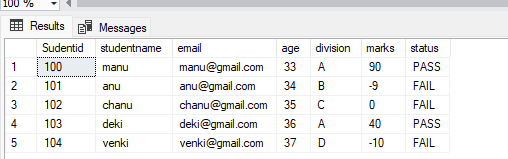 100 %
Results Messages
Sudentid studentname email age division marks status
1 100 manu manu@gmail.com 33 A 90 PASS
2 101 anu anu@gmail.com 34 B -9 FAIL
3 102 chanu chanu@gmail.com 35 C 0 FAIL
4 103 deki deki@gmail.com 36 A 40 PASS
5 104 venki venki@gmail.com 37 D -10 FAIL